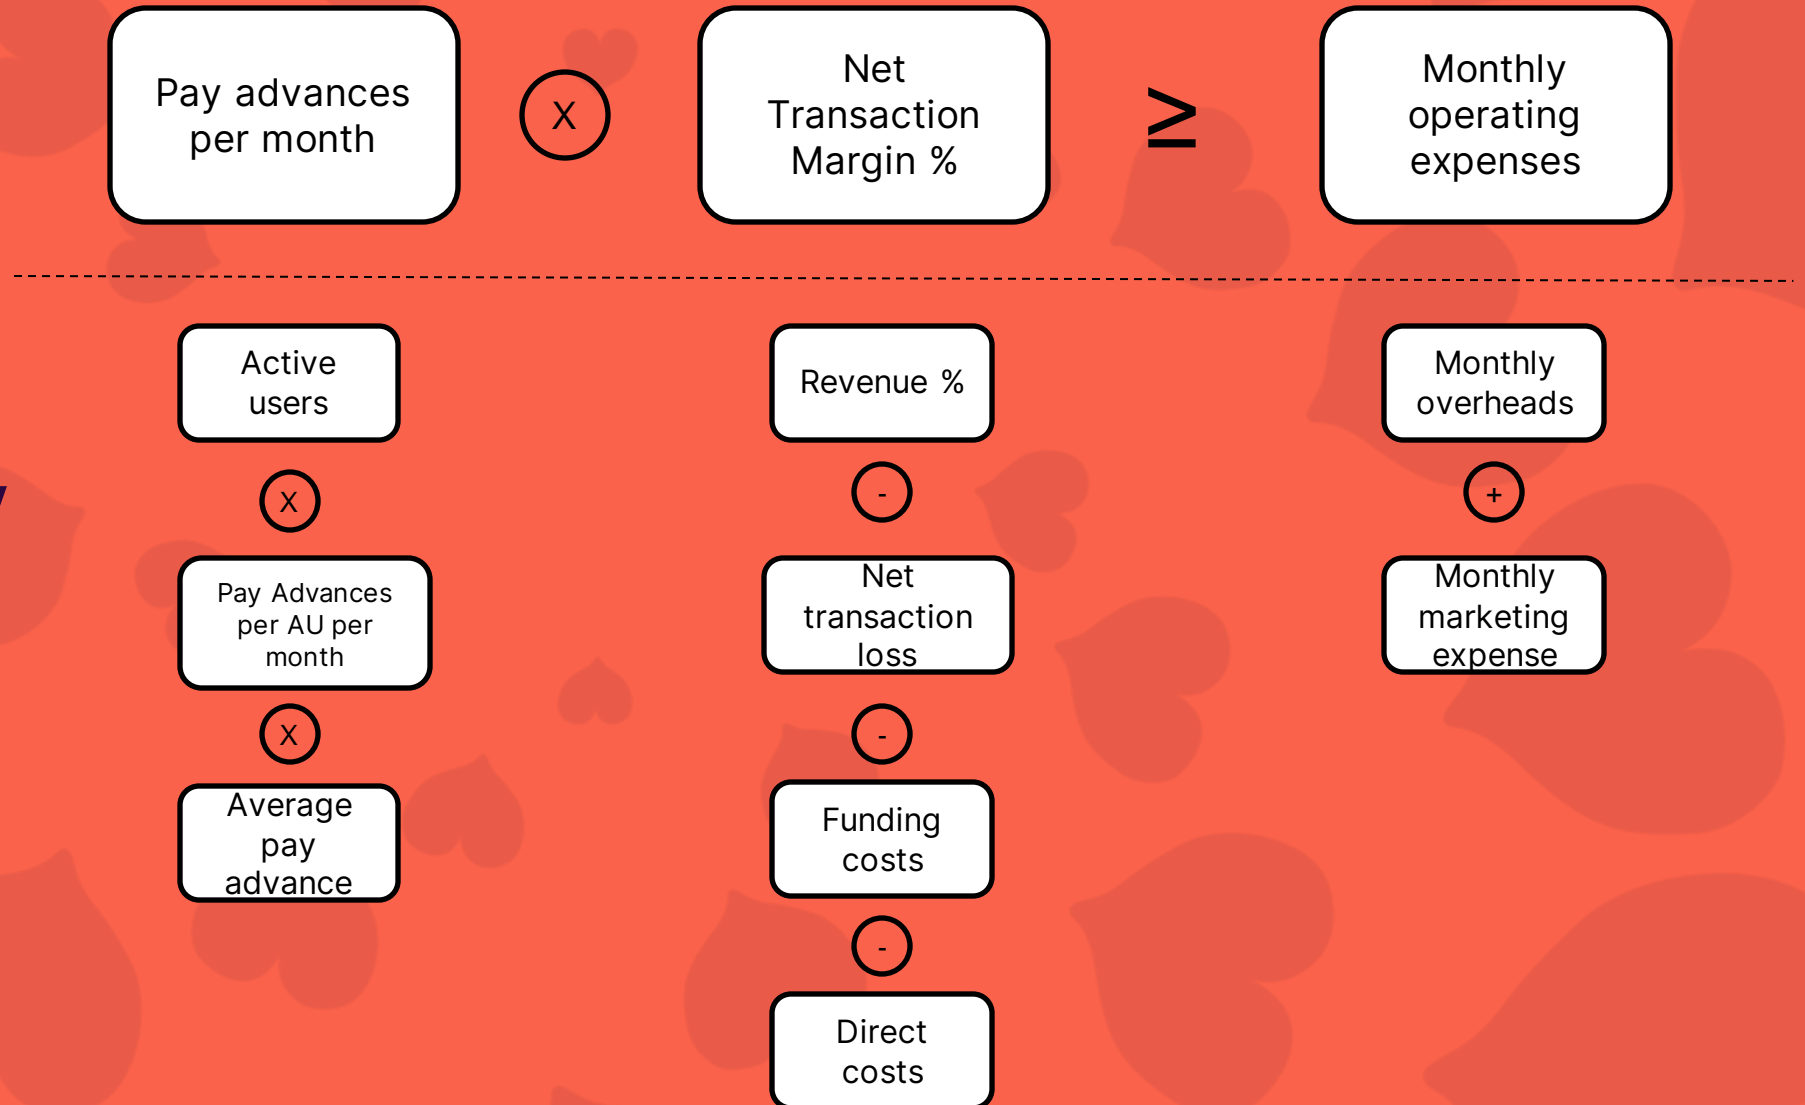 Pay advances
per month
X
Net
Transaction
Margin %
≥
Monthly
operating
expenses
Active
users
X
Pay Advances
per AU per
month
X
Average
pay
advance
Revenue %
-
Net
transaction
loss
-
Funding
costs
-
Direct
costs
Monthly
overheads
+
Monthly
marketing
expense